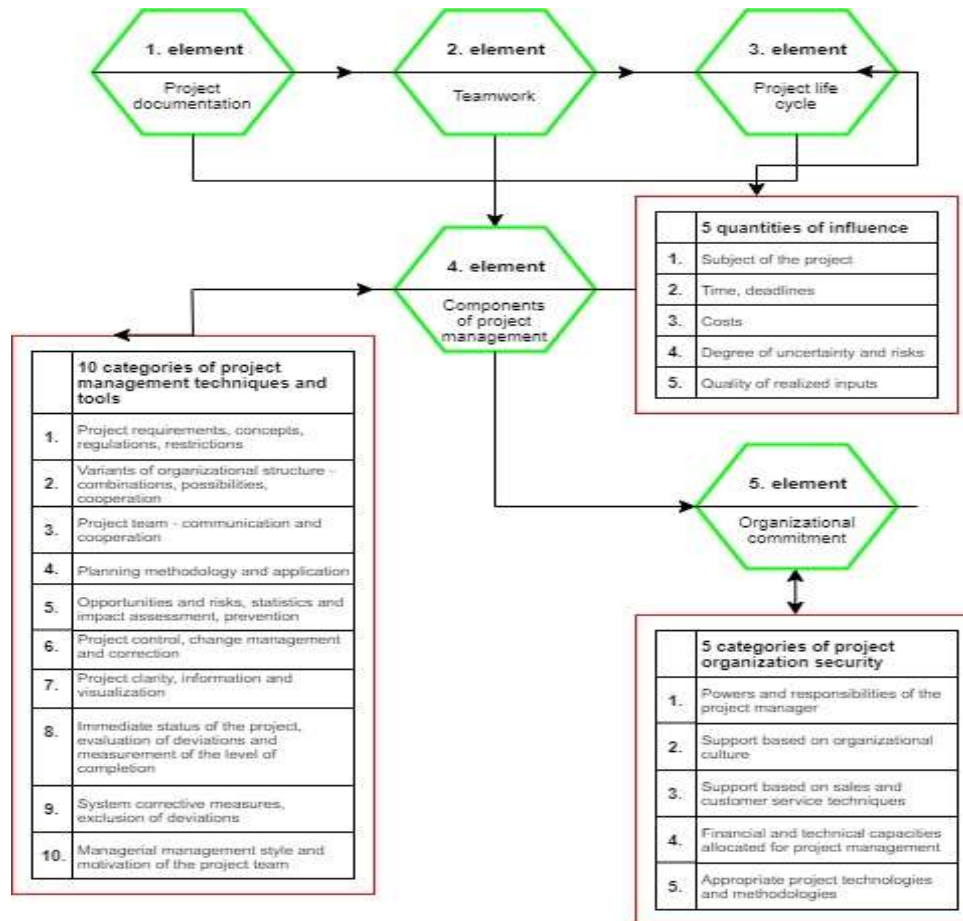 1. element
Project
documentation
2. element
Teamwork
3. element
Project life
cycle
4. element
Components
of project
management
5 quantities of influence
1. Subject of the project
2. Time, deadlines
3. Costs
4. Degree of uncertainty and risks
5. Quality of realized inputs
10 categories of project
management techniques and
tools
1. Project requirements, concepts,
regulations, restrictions
2. Variants of organizational structure -
combinations, possibilities,
cooperation
3. Project team - communication and
cooperation
4. Planning methodology and application
5. Opportunities and risks, statistics and
impact assessment, prevention
6. Project control, change management
and correction
7. Project clarity, information and
visualization
8. Immediate status of the project,
evaluation of deviations and
measurement of the level of
completion
9. System corrective measures,
exclusion of deviations
10. Managerial management style and
motivation of the project team
5. element
Organizational
commitment
5 categories of project
organization security
1. Powers and responsibilities of the
project manager
2. Support based on organizational
culture
3. Support based on sales and
customer service techniques
4. Financial and technical capacities
allocated for project management
5. Appropriate project technologies
and methodologies